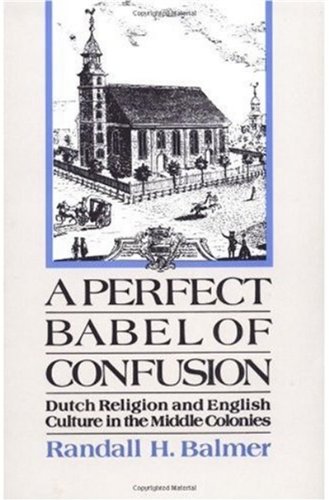 A PERFECT
BABEL OF
CONFUSION
Dutch Religion and English
Culture in the Middle Colonies
Randall H. Balmer